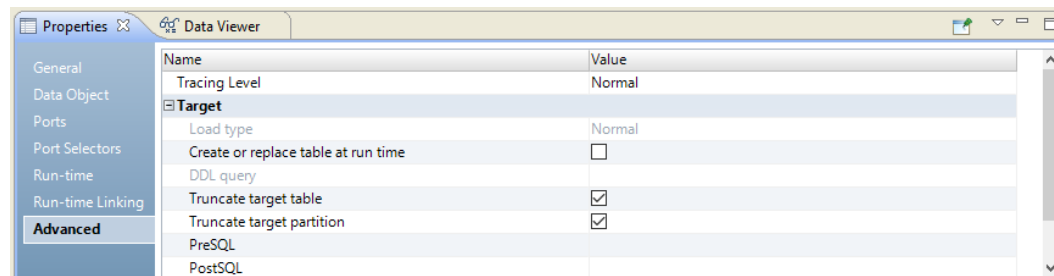 Properties Data Viewer
General
Data Object
Ports
Port Selectors
Run-time
Run-time Linking
Advanced
Name Value
Tracing Level Normal
Target
Load type Normal
Create or replace table at run time
DDL query
Truncate target table
Truncate target partition
PreSQL
PostSQL